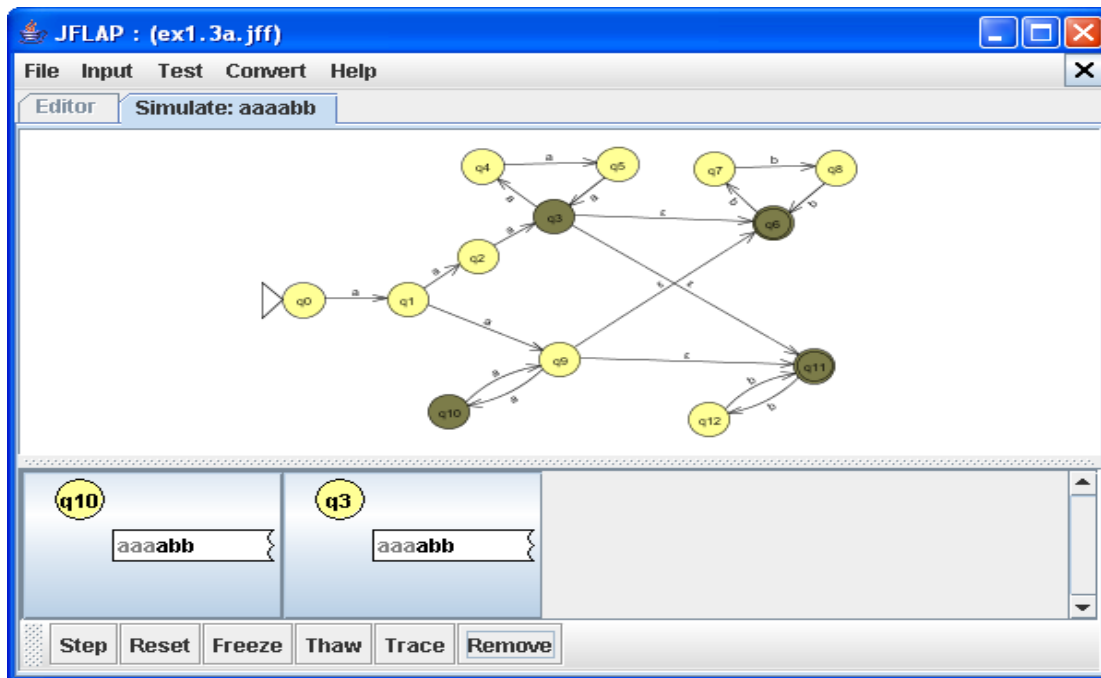 JFLAP : (ex1.3a.jff)
File Input Test Convert Help
Editor Simulate: aaaabb
q4 a q5 q7 b q8
a a b b
q3 ε q6
a
q2
a ε ε
q0 a q1
a
q9 ε q11
a a b b
q10 q12
q10 q3
aaaabb aaaabb
Step Reset Freeze Thaw Trace Remove